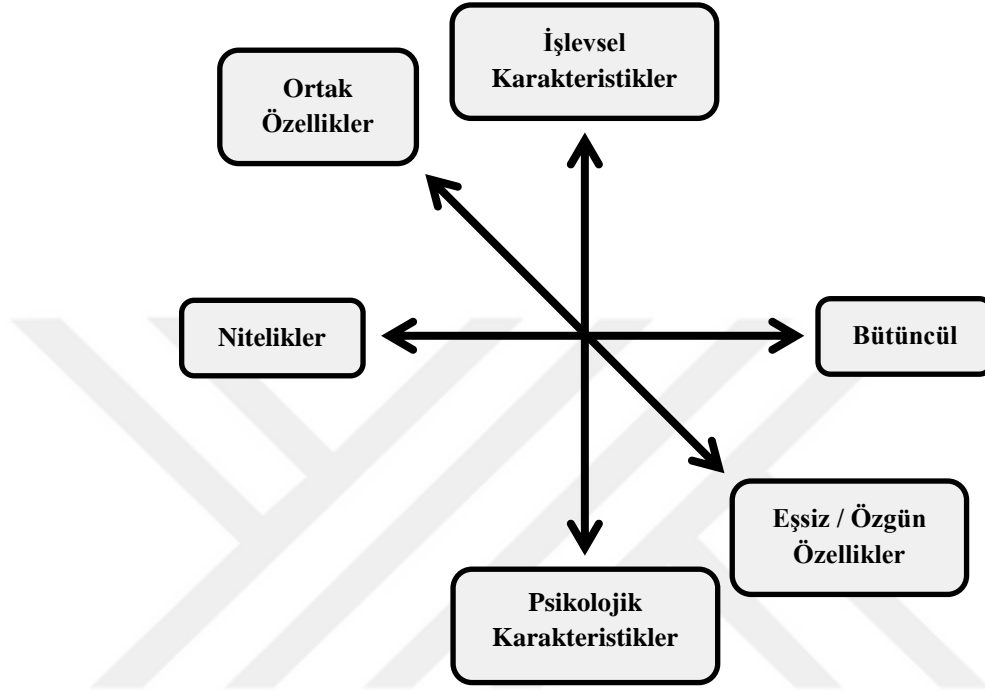 İşlevsel
Karakteristikler
Ortak
Özellikler
Nitelikler
Bütüncül
Eşsiz / Özgün
Özellikler
Psikolojik
Karakteristikler